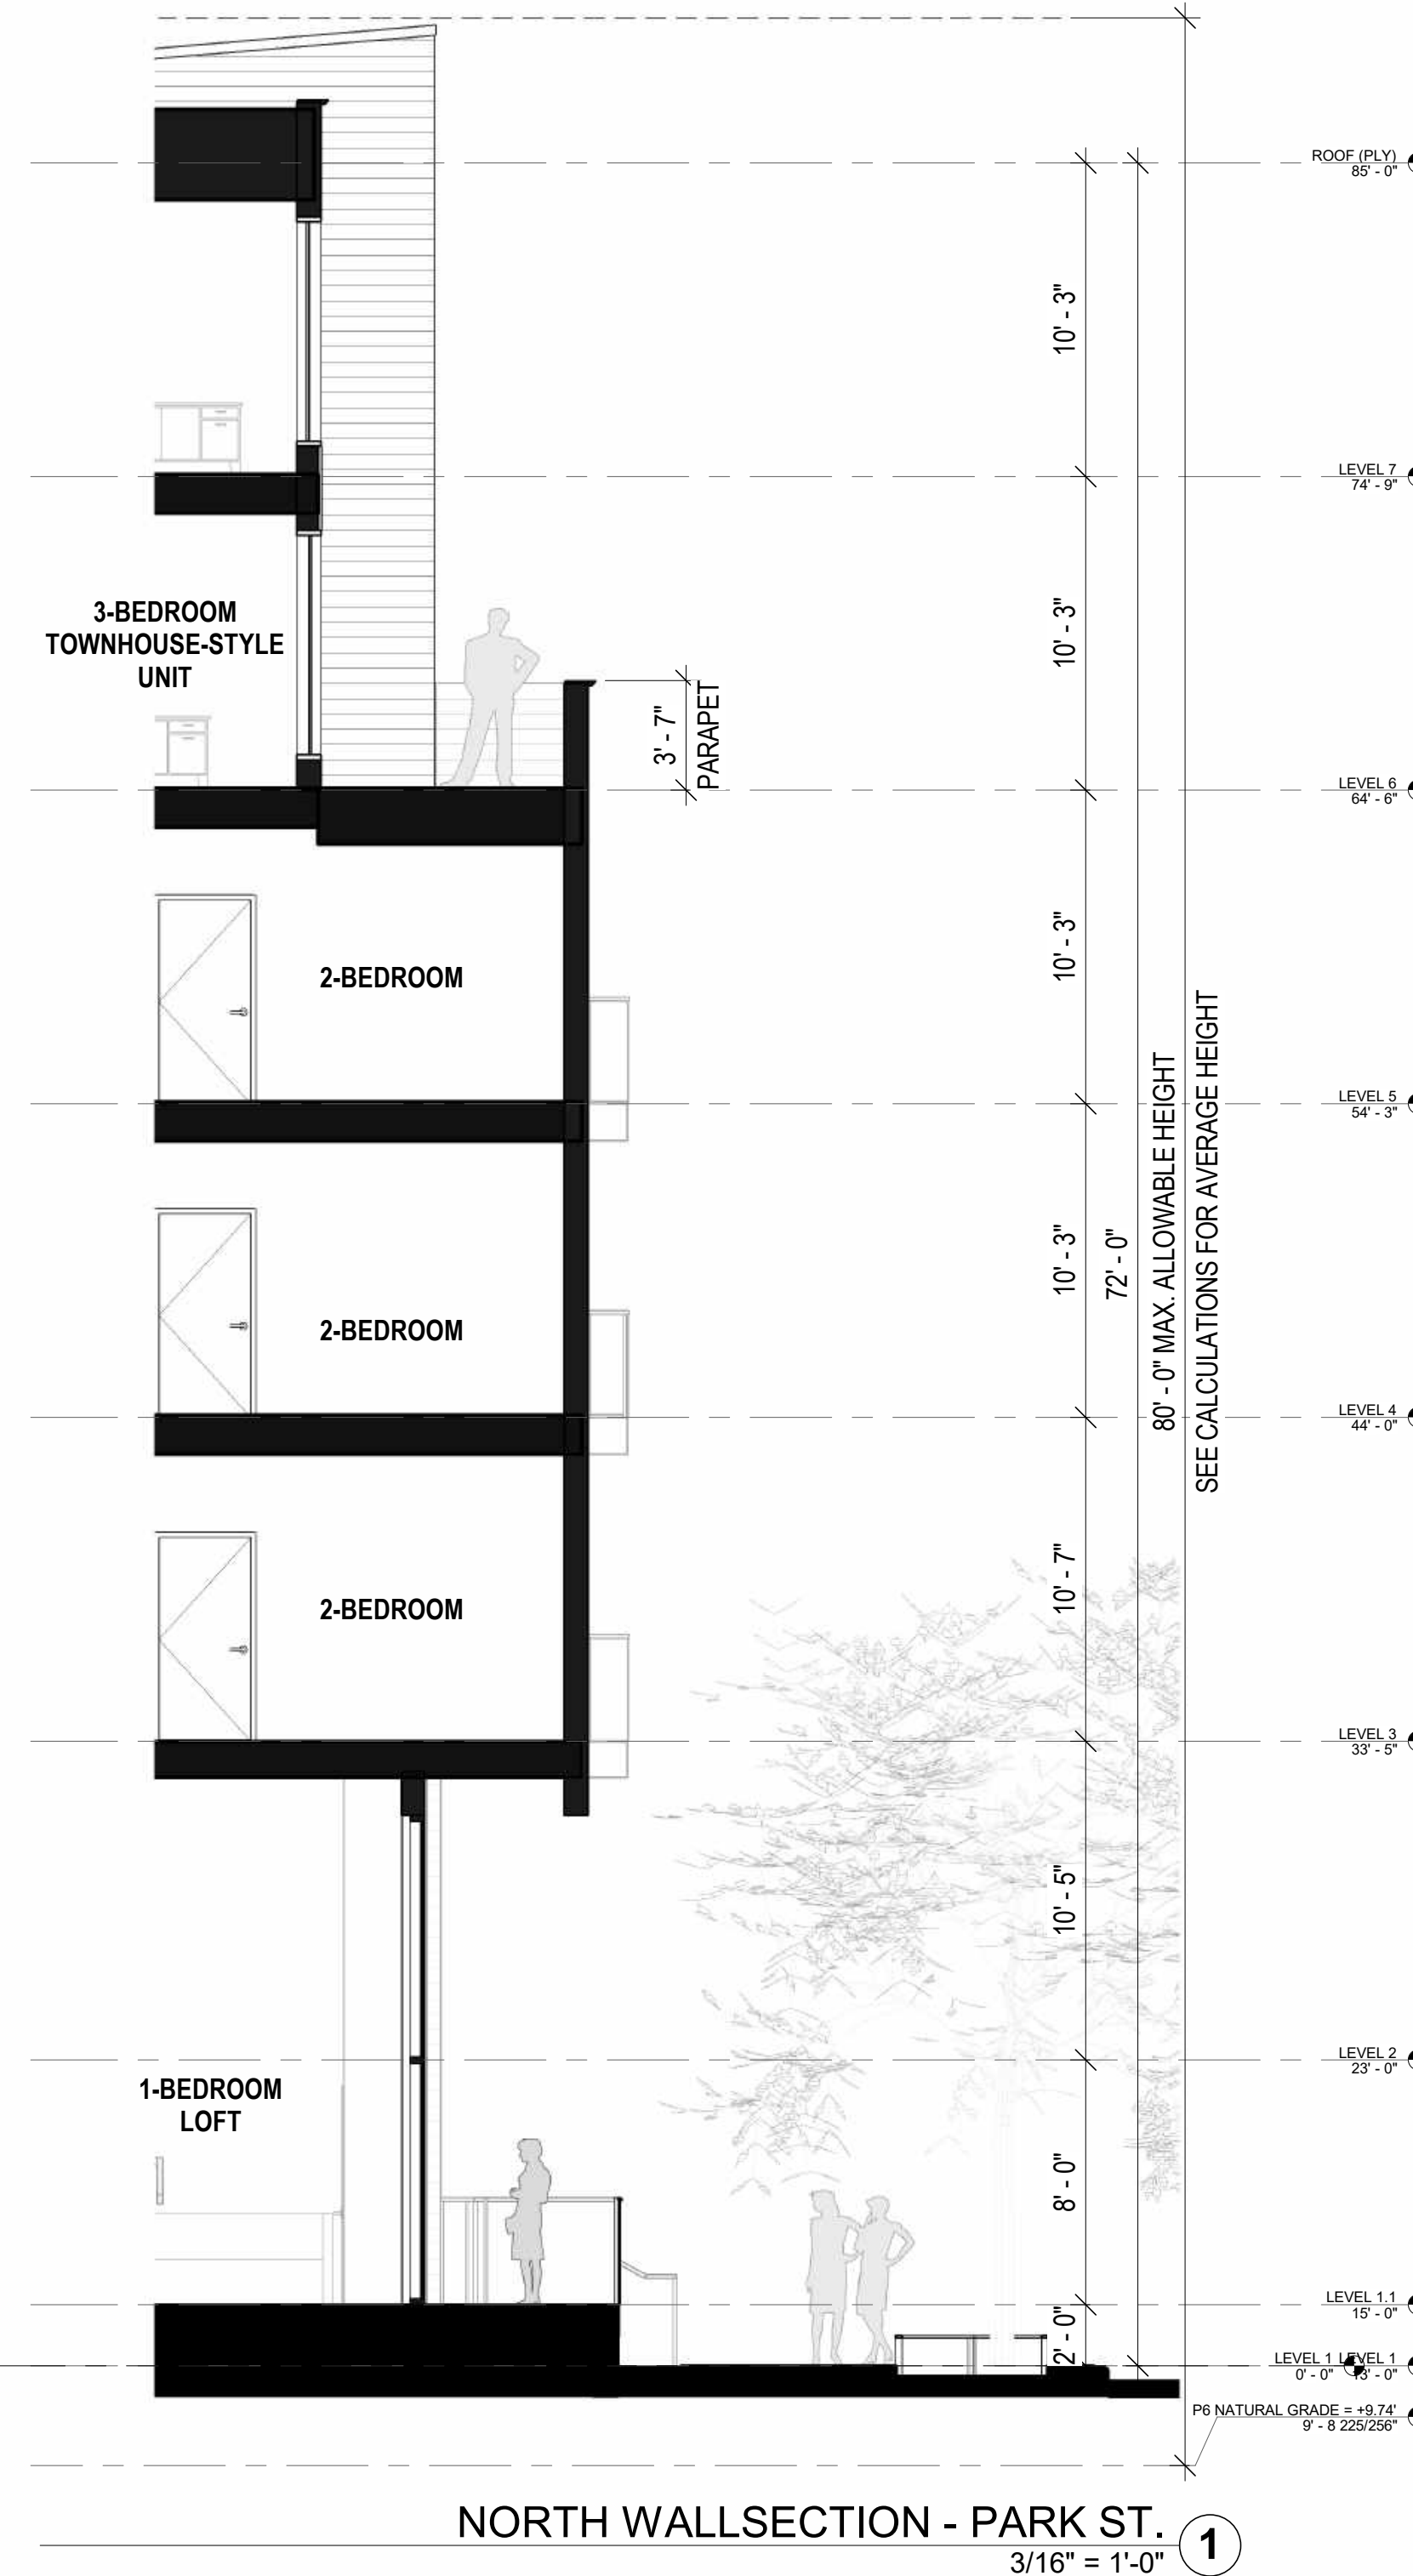 ROOF (PLY)
85' - 0"
10' - 3"
LEVEL 7
74' - 9"
3-BEDROOM
TOWNHOUSE-STYLE
UNIT
10' - 3"
3' - 7"
PARAPET
LEVEL 6
64' - 6"
2-BEDROOM
10' - 3"
LEVEL 5
54' - 3"
2-BEDROOM
10' - 3"
72' - 0"
80' - 0" MAX. ALLOWABLE HEIGHT
SEE CALCULATIONS FOR AVERAGE HEIGHT
LEVEL 4
44' - 0"
2-BEDROOM
10' - 7"
LEVEL 3
33' - 5"
10' - 5"
LEVEL 2
23' - 0"
1-BEDROOM
LOFT
8' - 0"
LEVEL 1.1
15' - 0"
2' - 0"
LEVEL 1 LEVEL 1
0' - 0" 13' - 0"
P6 NATURAL GRADE = +9.74'
9' - 8 225/256"
NORTH WALLSECTION - PARK ST.
3/16" = 1'-0"
1